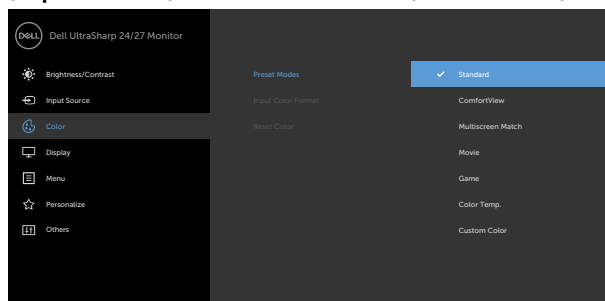 DELL Dell UltraSharp 24/27 Monitor
Brightness/Contrast Preset Modes Standard
Input Source Input Color Format ComfortView
Color Reset Color Multiscreen Match
Display Movie
Menu Game
Personalize Color Temp.
Others Custom Color